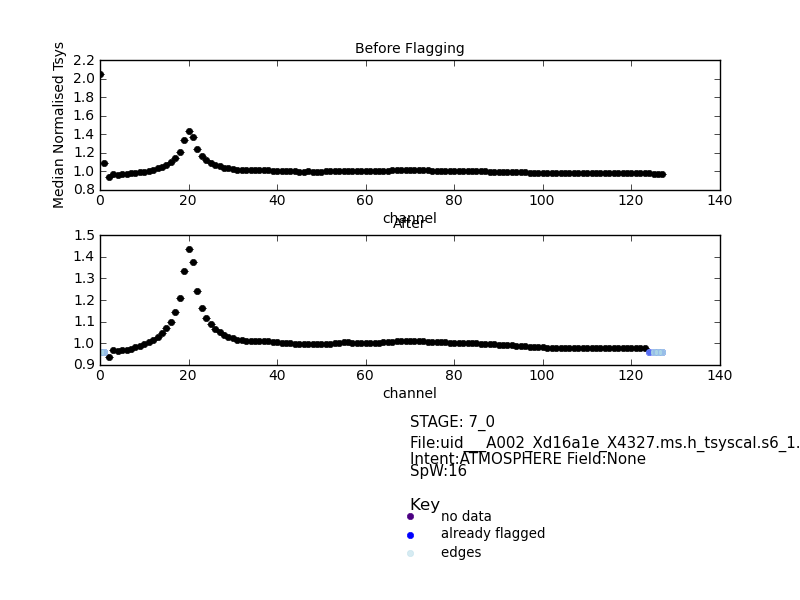 Before Flagging
Median Normalised Tsys
2.2
2.0
1.8
1.6
1.4
1.2
1.0
0.8
0 20 40 60 80 100 120 140
channel
After
1.5
1.4
1.3
1.2
1.1
1.0
0.9
0 20 40 60 80 100 120 140
channel
STAGE: 7_0
File:uid___A002_Xd16a1e_X4327.ms.h_tsyscal.s6_1.
Intent:ATMOSPHERE Field:None
SpW:16
Key
no data
already flagged
edges